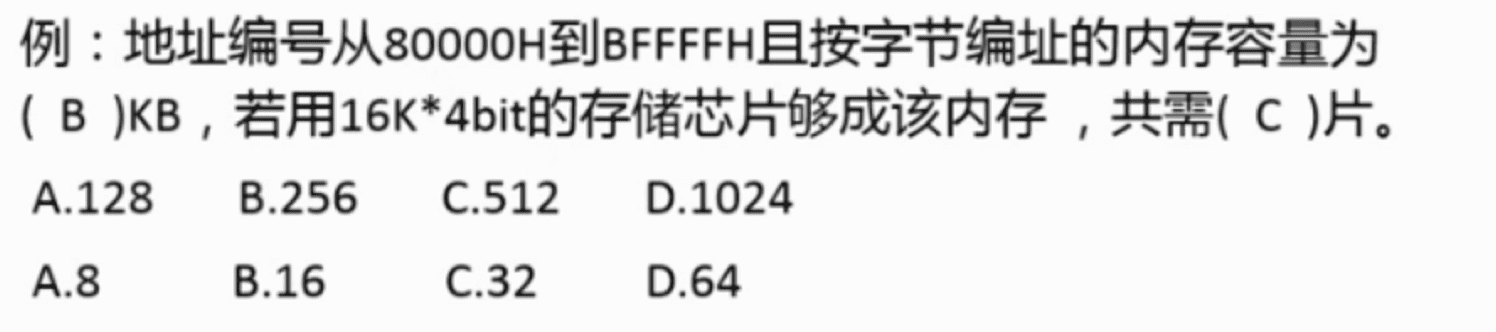 例：地址编号从80000H到BFFFFH且按字节编址的内存容量为
( B )KB，若用16K*4bit的存储芯片够成该内存，共需( C )片。
A.128 B.256 C.512 D.1024
A.8 B.16 C.32 D.64